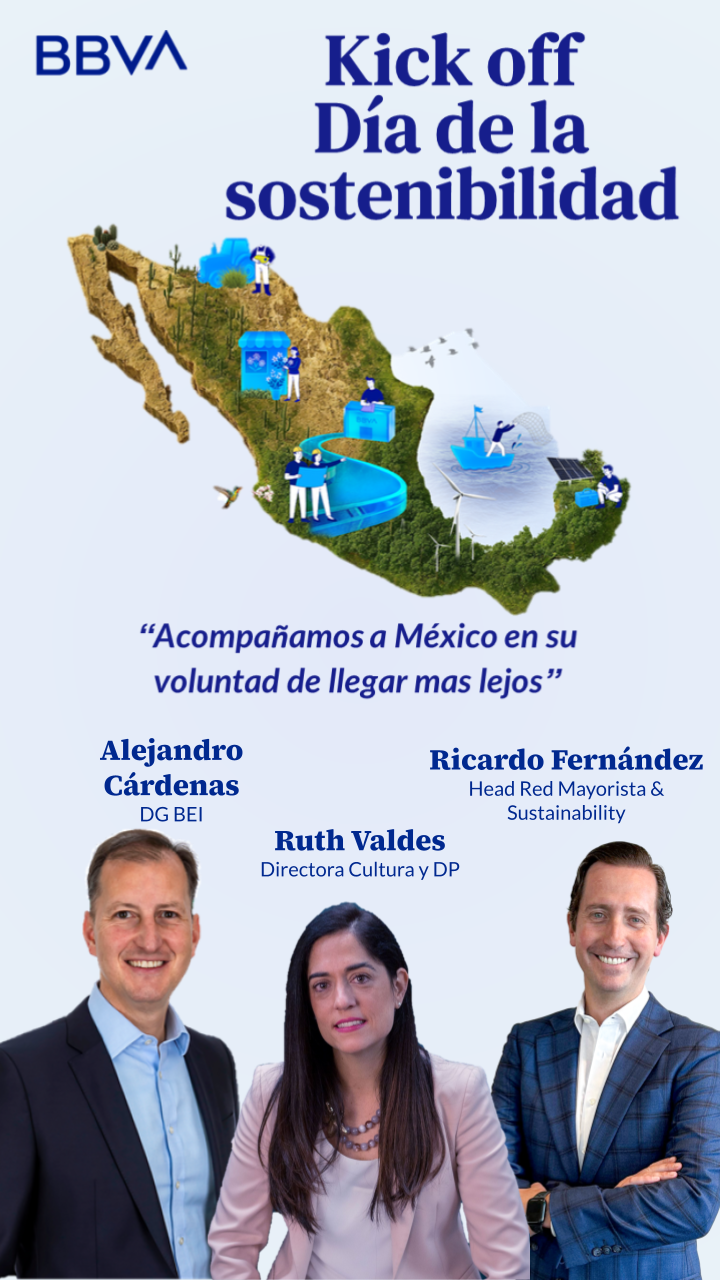 BBVA
Kick off
Día de la
sostenibilidad
BBVA
“Acompañamos a México en su
voluntad de llegar mas lejos”
Alejandro
Cárdenas
DG BEI
Ruth Valdes
Directora Cultura y DP
Ricardo Fernández
Head Red Mayorista &
Sustainability